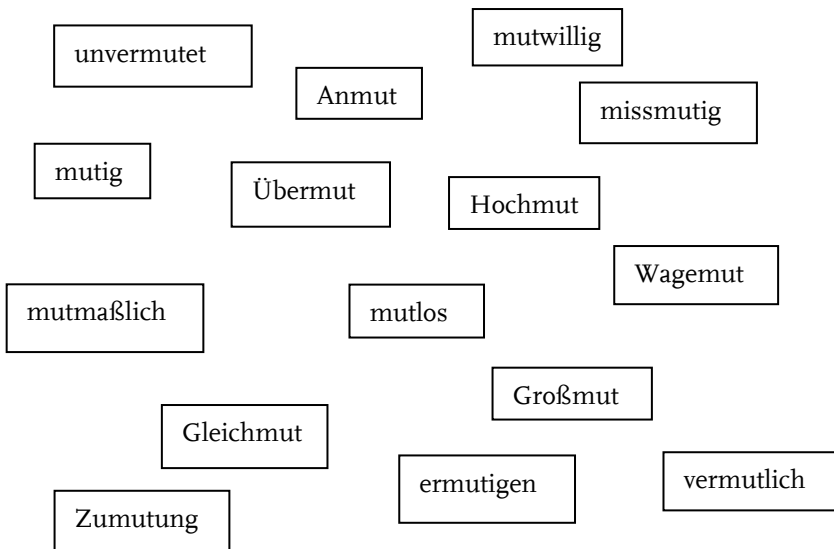 mutwillig
unvermutet
Anmut
missmutig
mutig
Übermut
Hochmut
Wagemut
mutmaßlich
mutlos
Großmut
Gleichmut
ermutigen
vermutlich
Zumutung